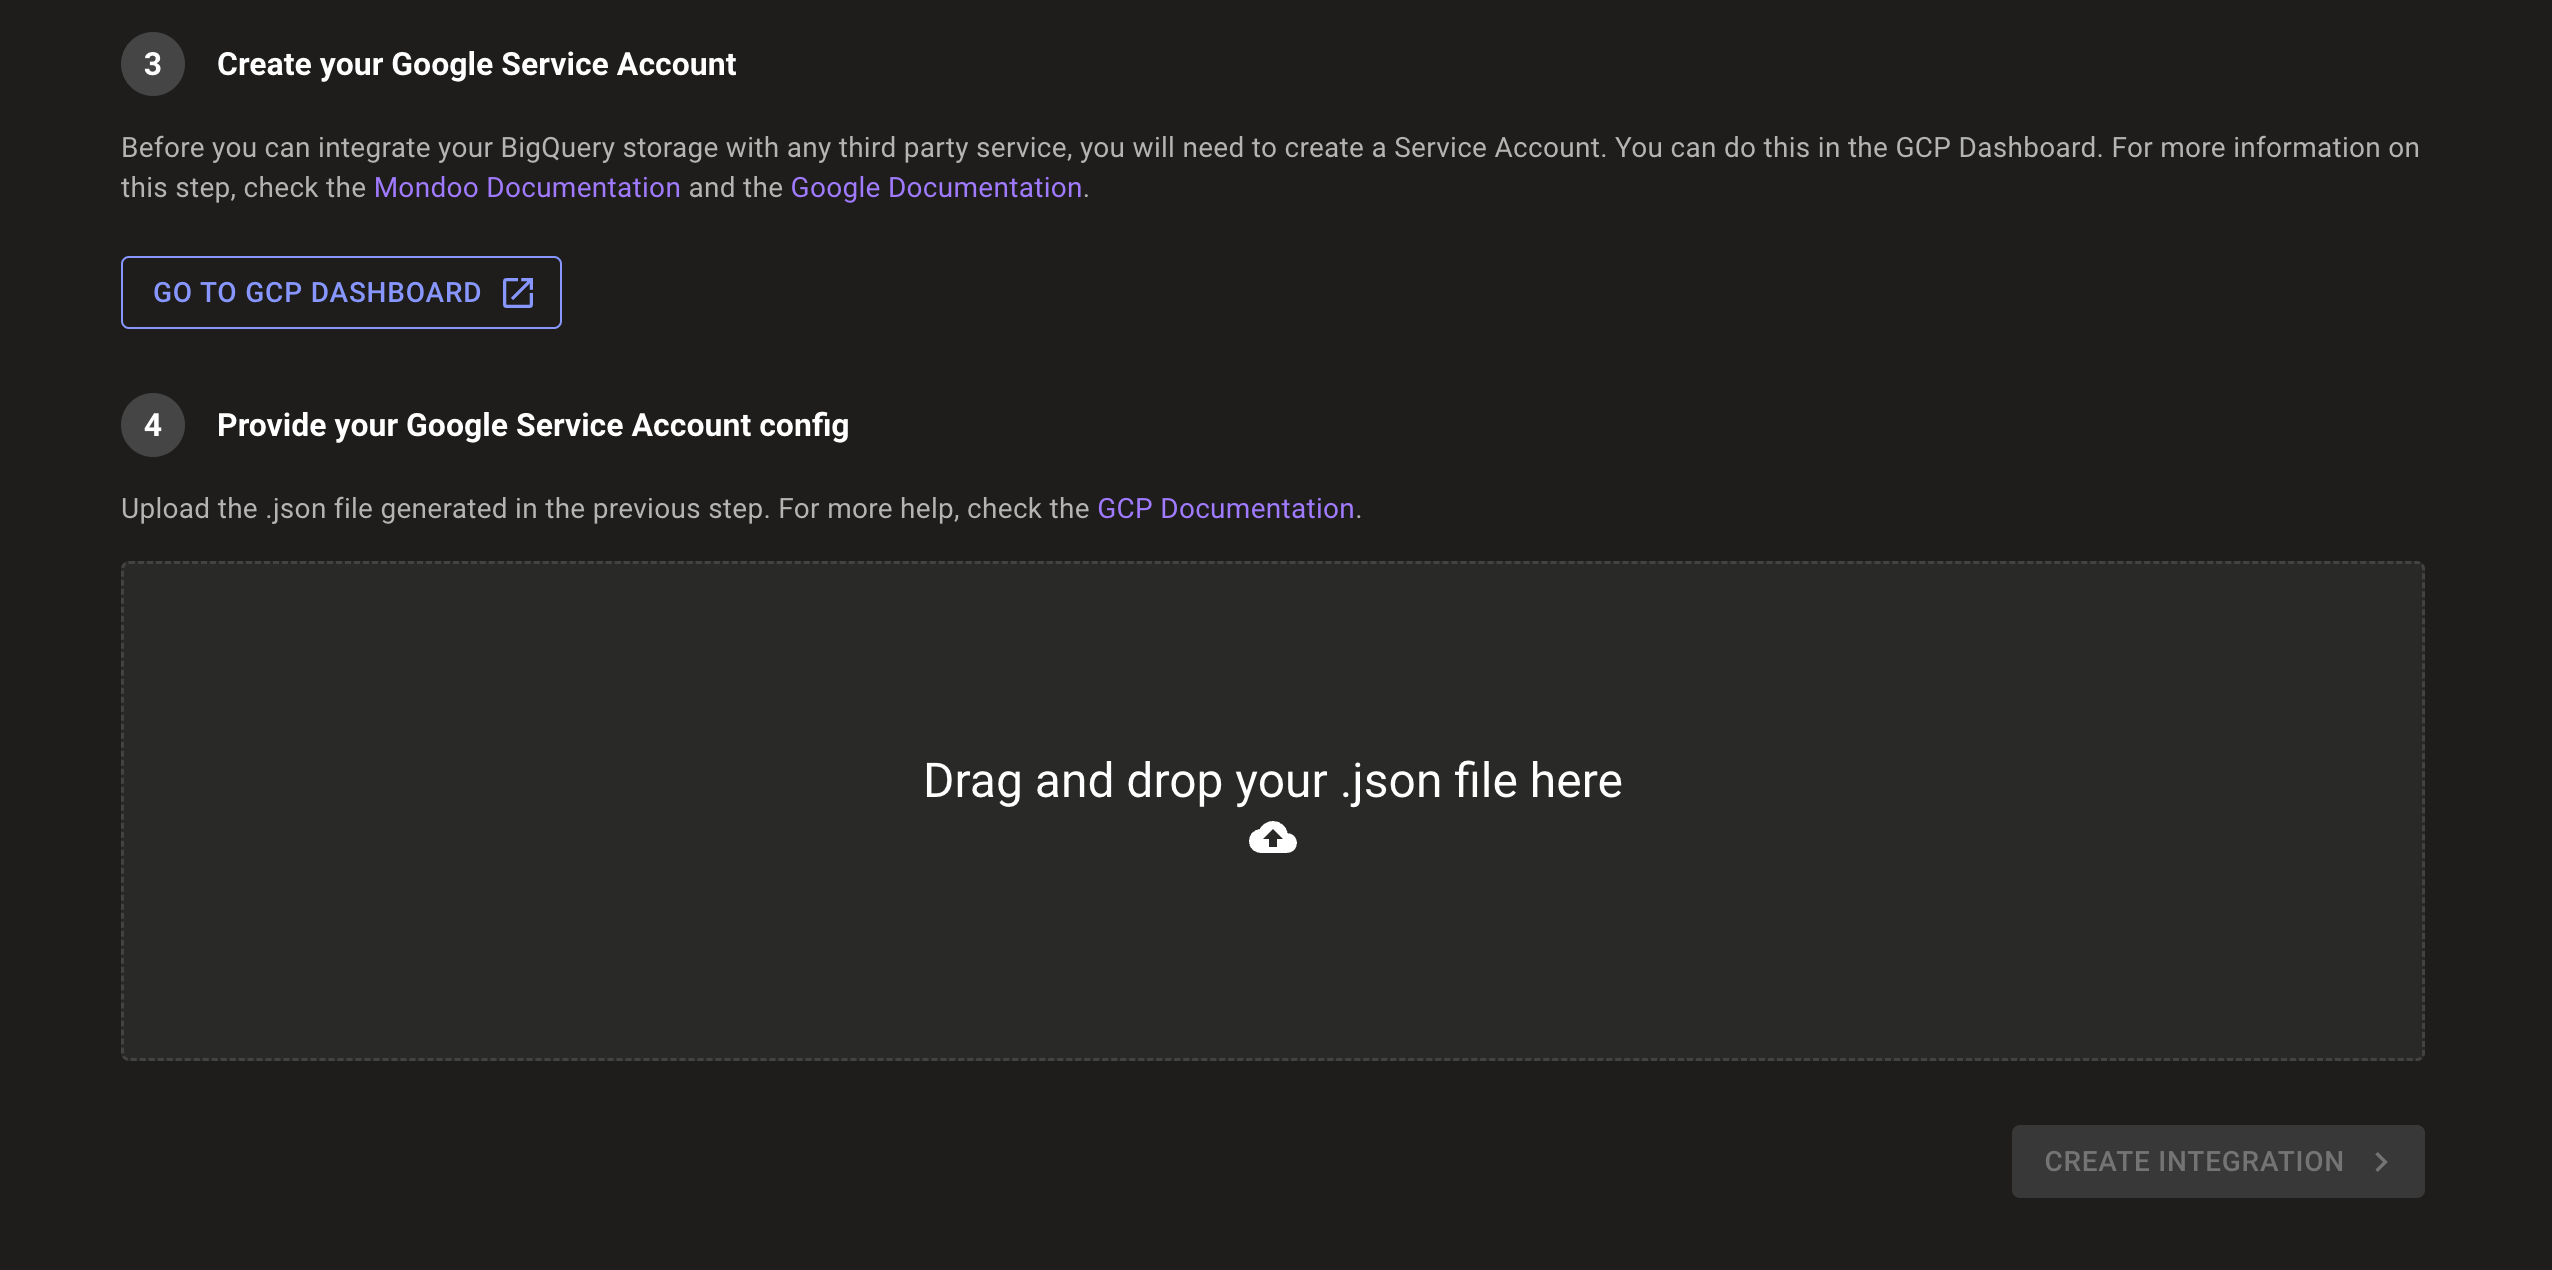 3
Create your Google Service Account
Before you can integrate your BigQuery storage with any third party service, you will need to create a Service Account. You can do this in the GCP Dashboard. For more information on
this step, check the Mondoo Documentation and the Google Documentation.
GO TO GCP DASHBOARD
4
Provide your Google Service Account config
Upload the .json file generated in the previous step. For more help, check the GCP Documentation.
Drag and drop your .json file here
CREATE INTEGRATION